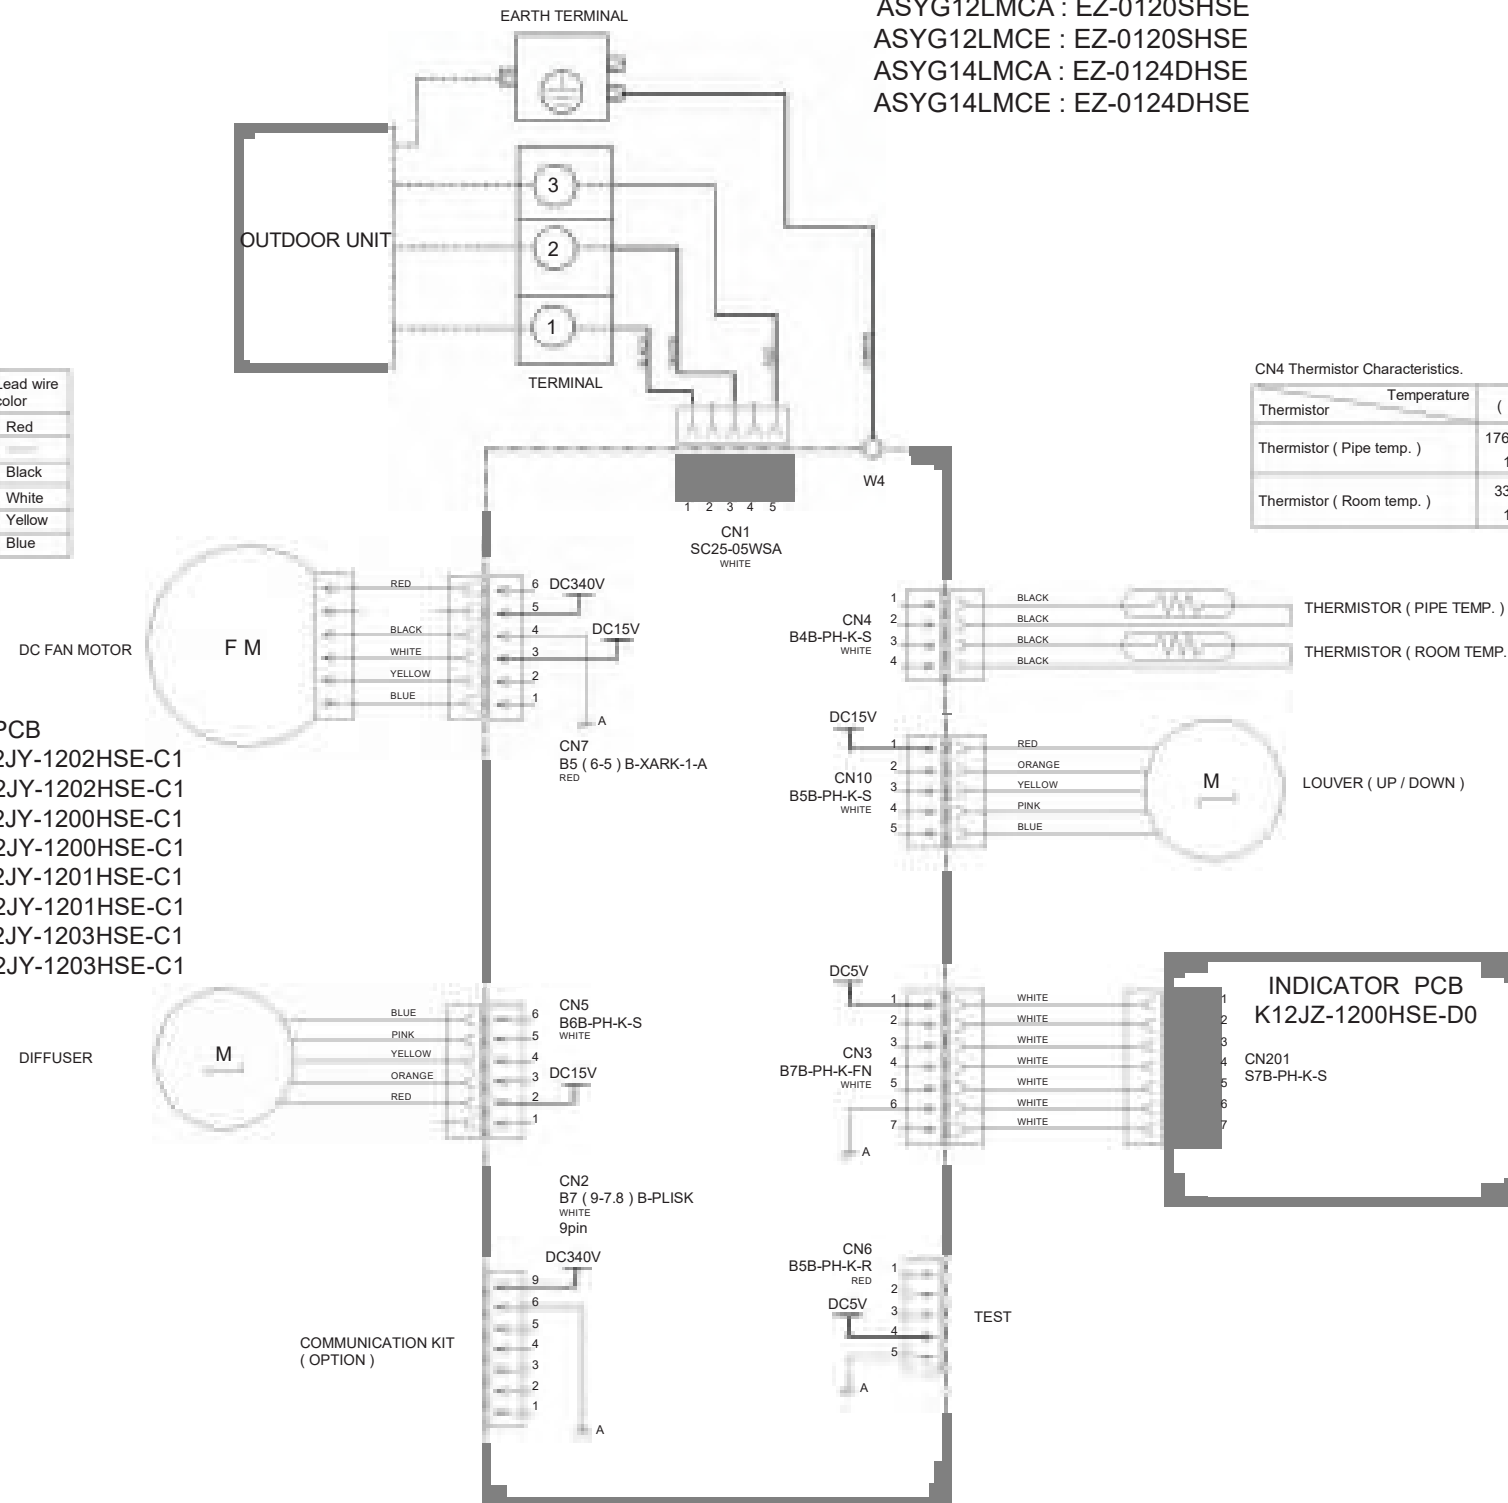 ASYG12LMCA : EZ-0120SHSE
ASYG12LMCE : EZ-0120SHSE
ASYG14LMCA : EZ-0124DHSE
ASYG14LMCE : EZ-0124DHSE
EARTH TERMINAL
OUTDOOR UNIT
3
2
1
TERMINAL
Lead wire
color
Red
Black
White
Yellow
Blue
CN4 Thermistor Characteristics.
Temperature
Thermistor
(
Thermistor ( Pipe temp. )
176
1
Thermistor ( Room temp. )
33
1
W4
1 2 3 4 5
CN1
SC25-05WSA
WHITE
DC FAN MOTOR
F M
RED
BLACK
WHITE
YELLOW
BLUE
6
5
4
3
2
1
DC340V
DC15V
A
CN7
B5 ( 6-5 ) B-XARK-1-A
RED
CN4
B4B-PH-K-S
WHITE
1
2
3
4
BLACK
BLACK
BLACK
BLACK
THERMISTOR ( PIPE TEMP. )
THERMISTOR ( ROOM TEMP.
DC15V
CN10
B5B-PH-K-S
WHITE
1
2
3
4
5
RED
ORANGE
YELLOW
PINK
BLUE
M
LOUVER ( UP / DOWN )
PCB
2JY-1202HSE-C1
2JY-1202HSE-C1
2JY-1200HSE-C1
2JY-1200HSE-C1
2JY-1201HSE-C1
2JY-1201HSE-C1
2JY-1203HSE-C1
2JY-1203HSE-C1
DIFFUSER
M
BLUE
PINK
YELLOW
ORANGE
RED
6
5
4
3
2
1
CN5
B6B-PH-K-S
WHITE
DC15V
DC5V
CN3
B7B-PH-K-FN
WHITE
1
2
3
4
5
6
7
A
WHITE
WHITE
WHITE
WHITE
WHITE
WHITE
WHITE
1
2
3
4
5
6
7
INDICATOR PCB
K12JZ-1200HSE-D0
CN201
S7B-PH-K-S
CN2
B7 ( 9-7.8 ) B-PLISK
WHITE
9pin
DC340V
9
6
5
4
3
2
1
A
COMMUNICATION KIT
( OPTION )
CN6
B5B-PH-K-R
RED
DC5V
1
2
3
4
5
A
TEST